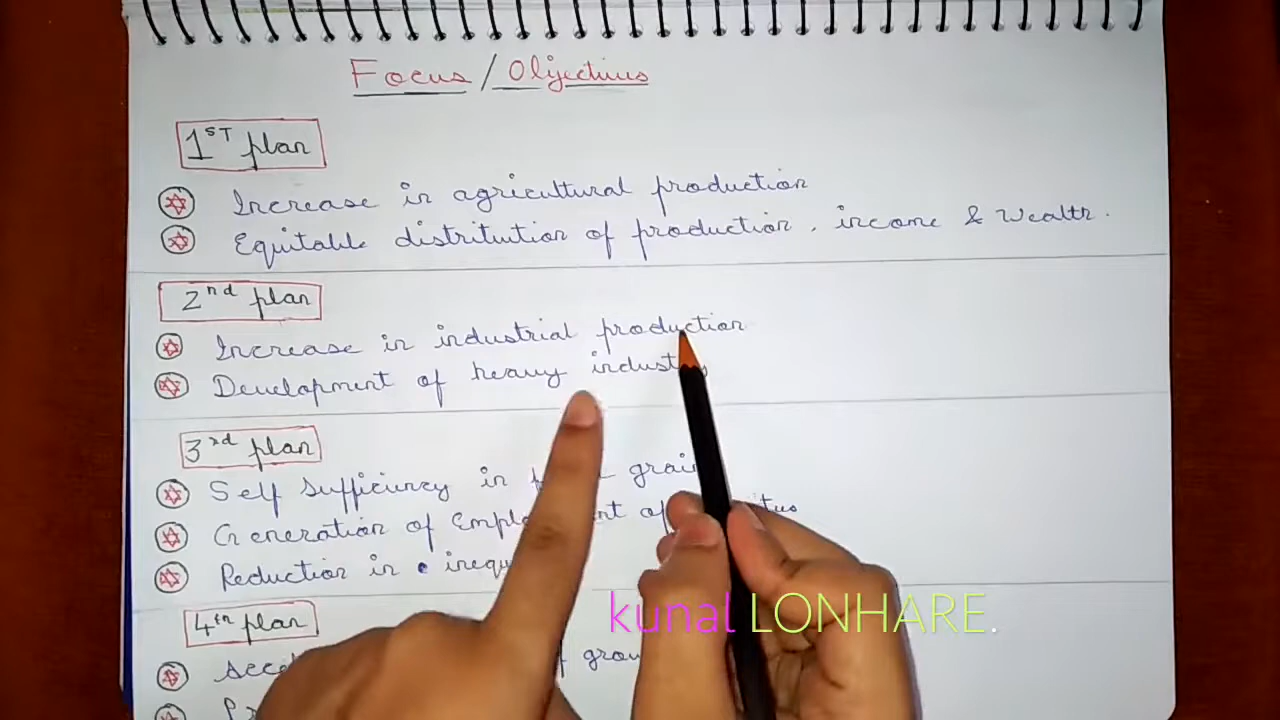 Focus / Objectives
1ST plan
Increase in agricultural production
Equitable distribution of production, income & wealth.
2nd plan
Increase in industrial production
Development of heavy
3rd plan
Self sufficiency in
Generation of
Reduction in
kunal LONHARE.
4th plan